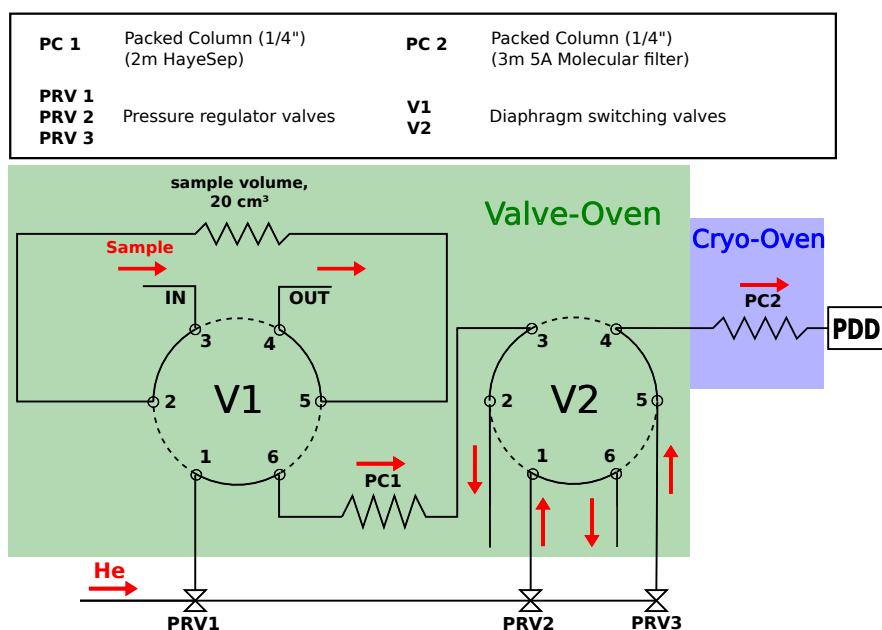 PC 1
Packed Column (1/4")
(2m HayeSep)
PC 2
Packed Column (1/4")
(3m 5A Molecular filter)
PRV 1
PRV 2
PRV 3
Pressure regulator valves
V1
V2
Diaphragm switching valves
sample volume,
20 cm³
Valve-Oven
Cryo-Oven
Sample
IN
OUT
PC2
PDD
3
4
3
4
2
V1
5
2
V2
5
1
6
1
6
PC1
He
PRV1
PRV2
PRV3